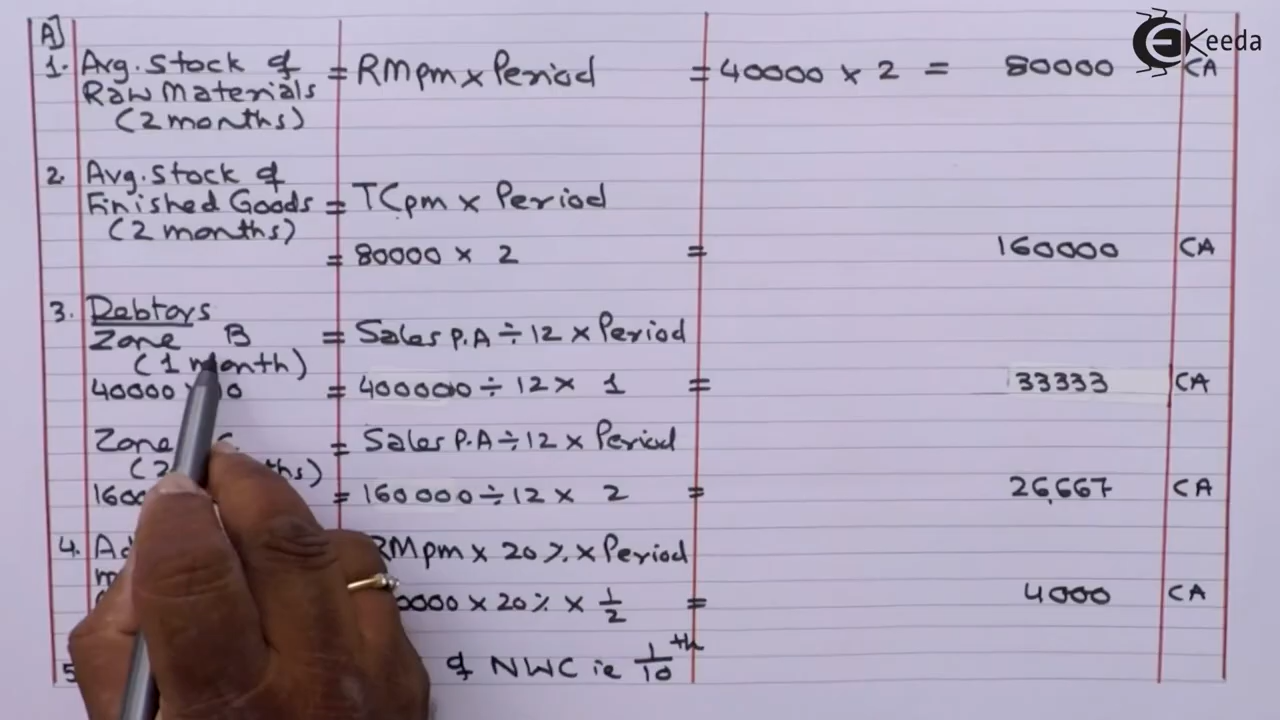 A]
1. Avg. Stock of = RMpm x Period = 40000 x 2 = 80000 CA
Raw Materials
(2 months)
2. Avg. Stock of
Finished Goods = TCpm x Period
(2 months)
= 80000 x 2 = 160000 CA
3. Debtors
Zone B = Sales P.A ÷ 12 x Period
(1 month)
40000 = 400000 ÷ 12 x 1 = 33333 CA
Zone = Sales P.A ÷ 12 x Period
= 160000 ÷ 12 x 2 = 26,667 CA
4. RMpm x 20% x Period
x 20% x 1/2 = 4000 CA
5 of NWC ie 1/10th
EKeeda